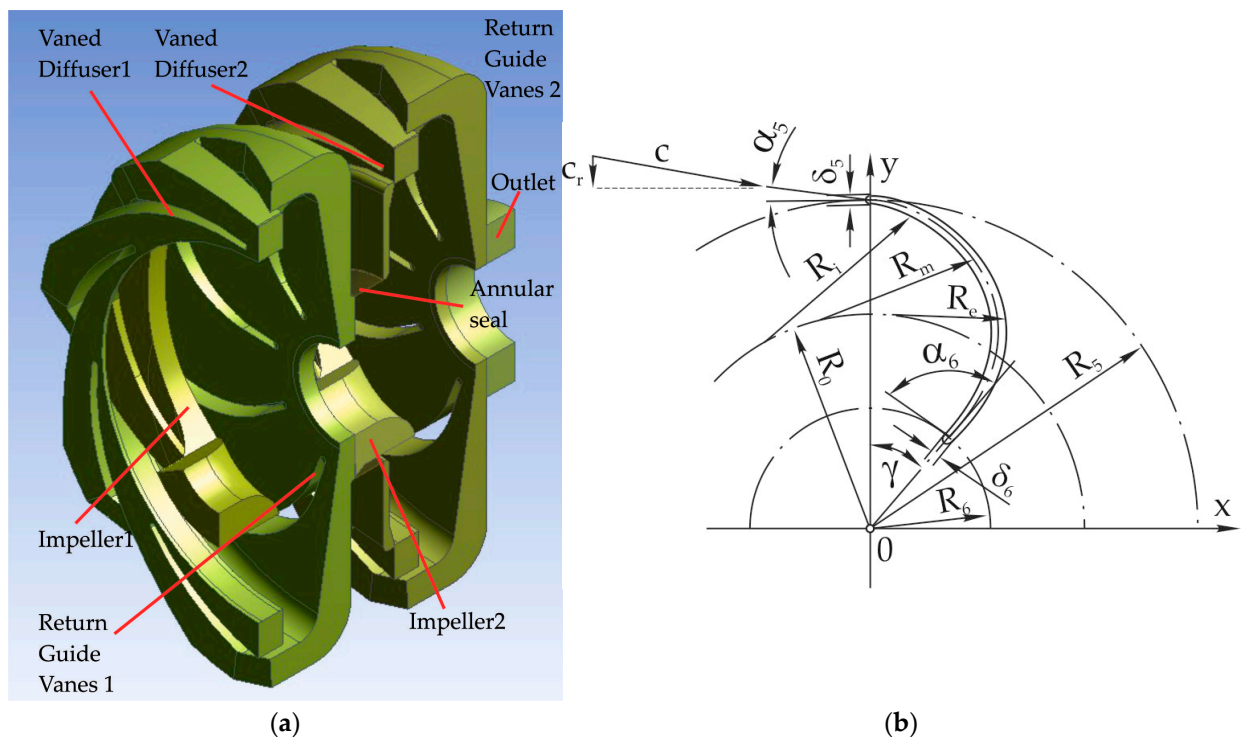 Vaned
Diffuser1
Vaned
Diffuser2
Return
Guide
Vanes 2
Outlet
Annular
seal
Impeller1
Impeller2
Return
Guide
Vanes 1
(a)
α₅
c
cᵣ
δ₅
y
Rᵢ
Rₘ
Rₑ
α₆
R₀
R₅
γ
δ₆
R₆
x
0
(b)